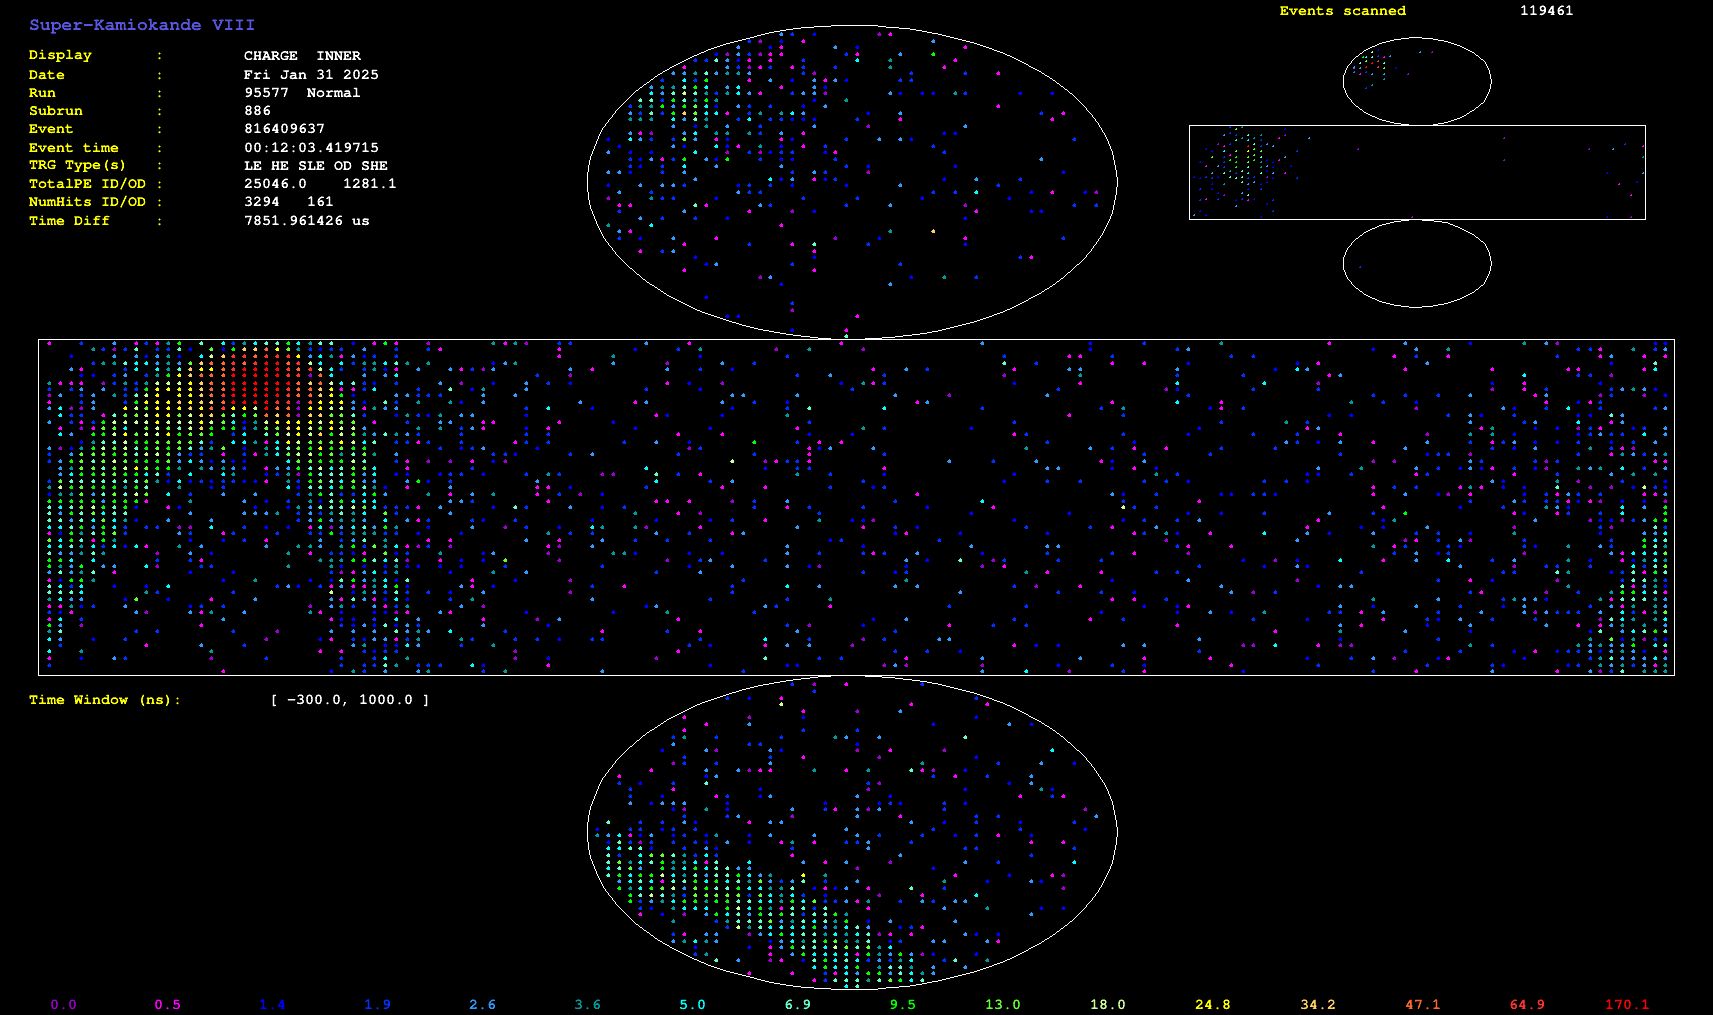 Super-Kamiokande VIII
Events scanned 119461
Display : CHARGE INNER
Date : Fri Jan 31 2025
Run : 95577 Normal
Subrun : 886
Event : 816409637
Event time : 00:12:03.419715
TRG Type(s) : LE HE SLE OD SHE
TotalPE ID/OD : 25046.0 1281.1
NumHits ID/OD : 3294 161
Time Diff : 7851.961426 us
Time Window (ns): [ -300.0, 1000.0 ]
0.0 0.5 1.4 1.9 2.6 3.6 5.0 6.9 9.5 13.0 18.0 24.8 34.2 47.1 64.9 170.1